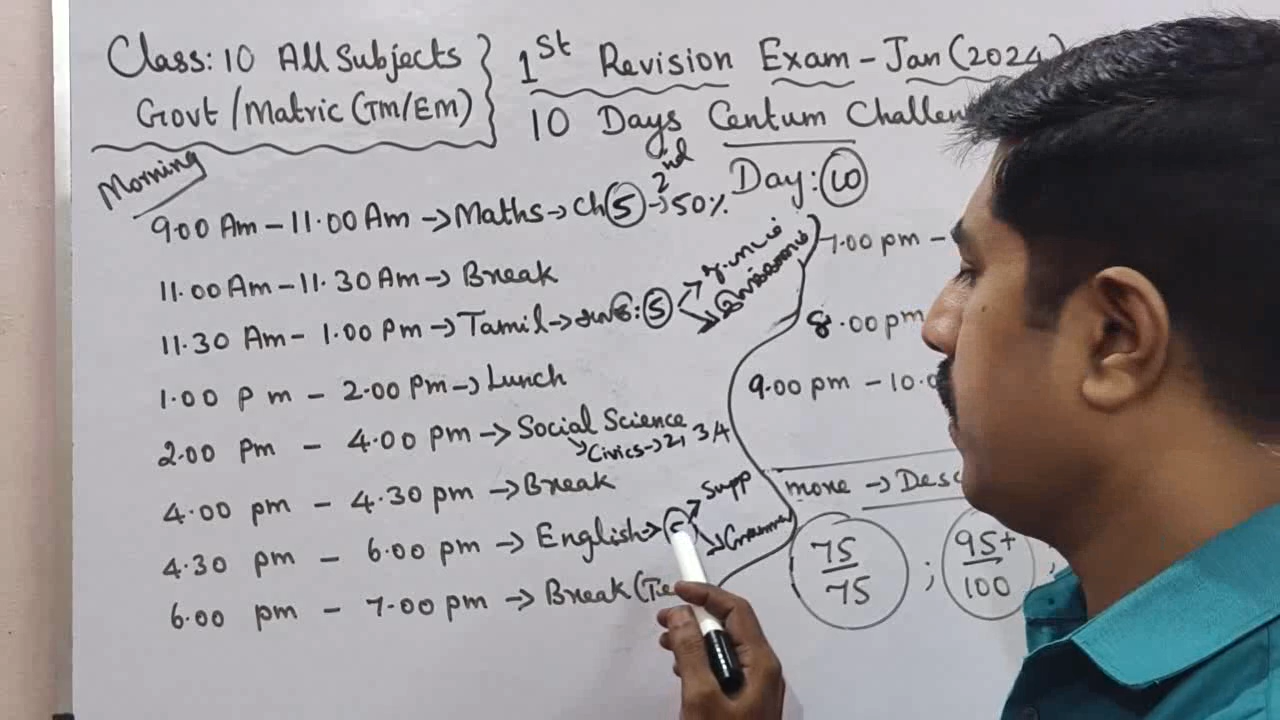 Class: 10 All Subjects
Govt / Matric (TM/EM)
1st Revision Exam - Jan (2024)
10 Days Centum Challen
Day: 10
Morning
9.00 Am - 11.00 Am → Maths → Ch 5 → 2nd 50%
11.00 Am - 11.30 Am → Break
11.30 Am - 1.00 Pm → Tamil → இயல்: 5
1.00 P m - 2.00 Pm → Lunch
2.00 Pm - 4.00 pm → Social Science
→ Civics → 2, 3, 4
4.00 pm - 4.30 pm → Break
4.30 pm - 6.00 pm → English → 5 → Supp
→ Grammar
6.00 pm - 7.00 pm → Break (Te
7.00 pm -
8.00 pm
9.00 pm - 10.0
more → Desc
75/75 ; 95+/100 ;